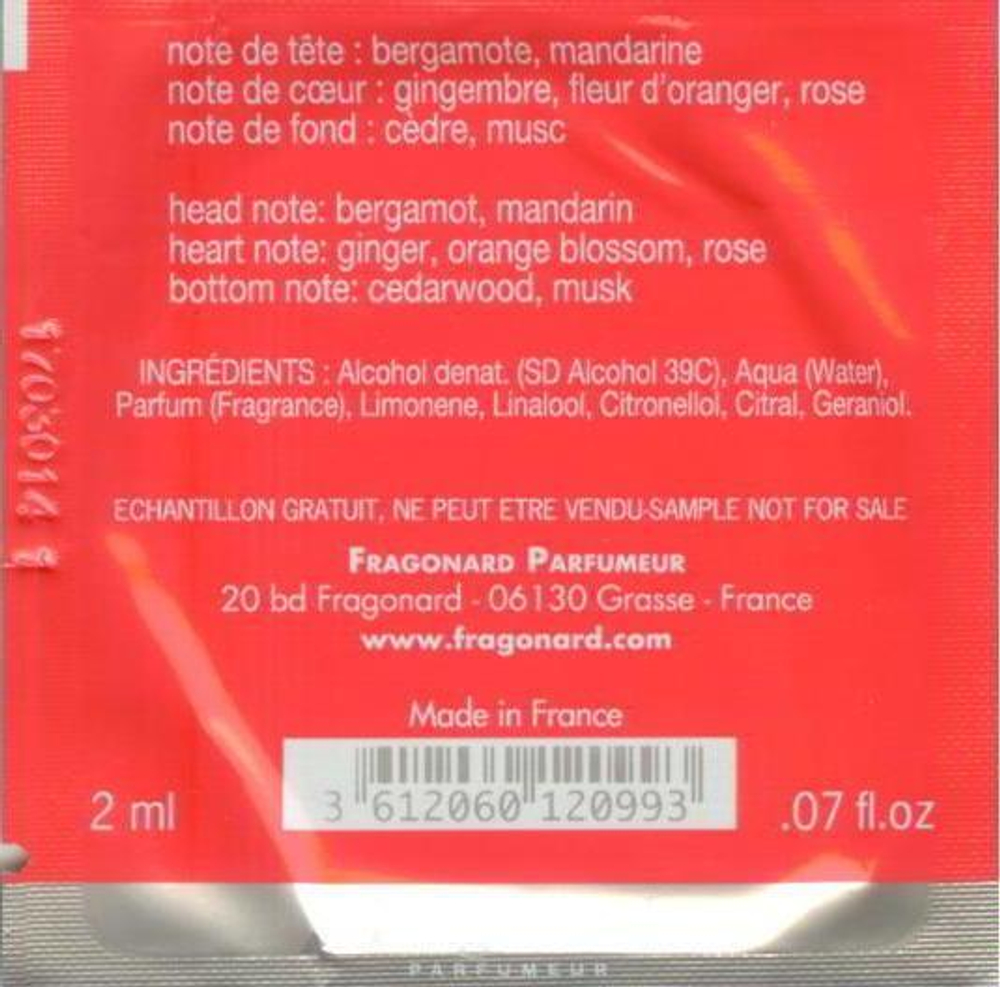 note de tête : bergamote, mandarine
note de cœur : gingembre, fleur d'oranger, rose
note de fond : cèdre, musc
head note: bergamot, mandarin
heart note: ginger, orange blossom, rose
bottom note: cedarwood, musk
INGRÉDIENTS : Alcohol denat. (SD Alcohol 39C), Aqua (Water),
Parfum (Fragrance), Limonene, Linalool, Citronellol, Citral, Geraniol.
ECHANTILLON GRATUIT, NE PEUT ETRE VENDU-SAMPLE NOT FOR SALE
FRAGONARD PARFUMEUR
20 bd Fragonard - 06130 Grasse - France
www.fragonard.com
Made in France
3 612060 120993
2 ml
.07 fl.oz
PARFUMEUR